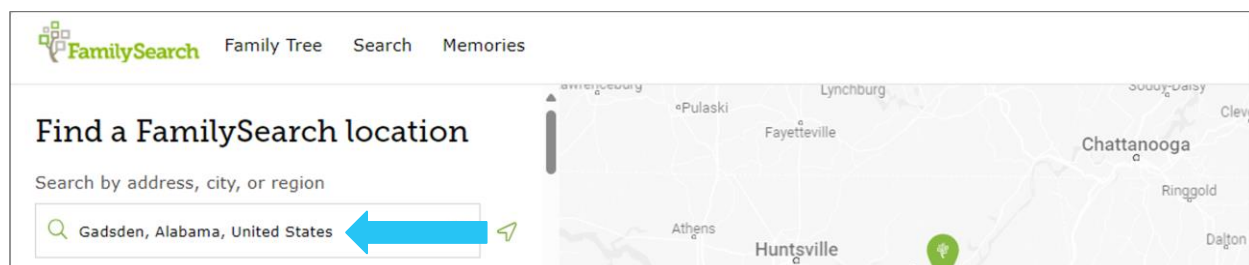 FamilySearch Family Tree Search Memories
Find a FamilySearch location
Search by address, city, or region
Gadsden, Alabama, United States
Lynchburg
Pulaski
Fayetteville
Chattanooga
Ringgold
Athens
Huntsville
Dalton